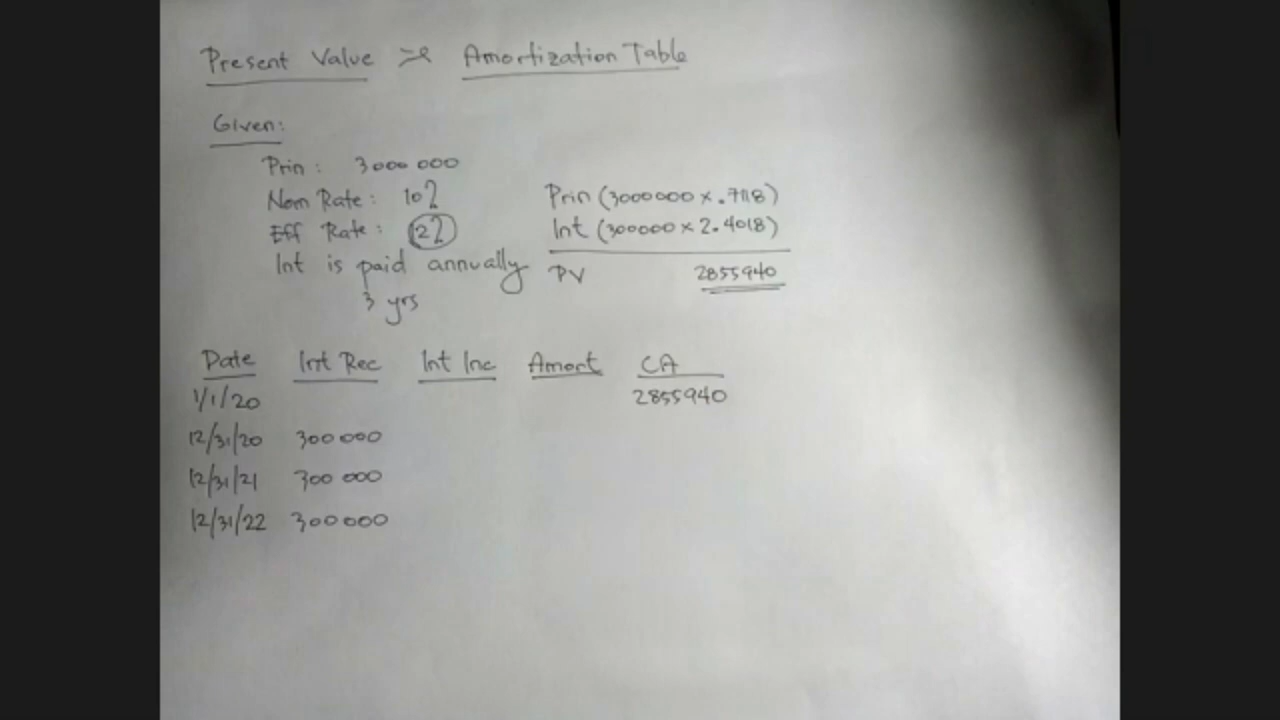 Present Value & Amortization Table
Given:
Prin: 3000 000
Nom Rate: 10%
Eff Rate: 12%
Int is paid annually
3 yrs
Prin (3000000 x .7118)
Int (300000 x 2.4018)
PV 2855940
Date Int Rec Int Inc Amort CA
1/1/20 2855940
12/31/20 300 000
12/31/21 300 000
12/31/22 300 000